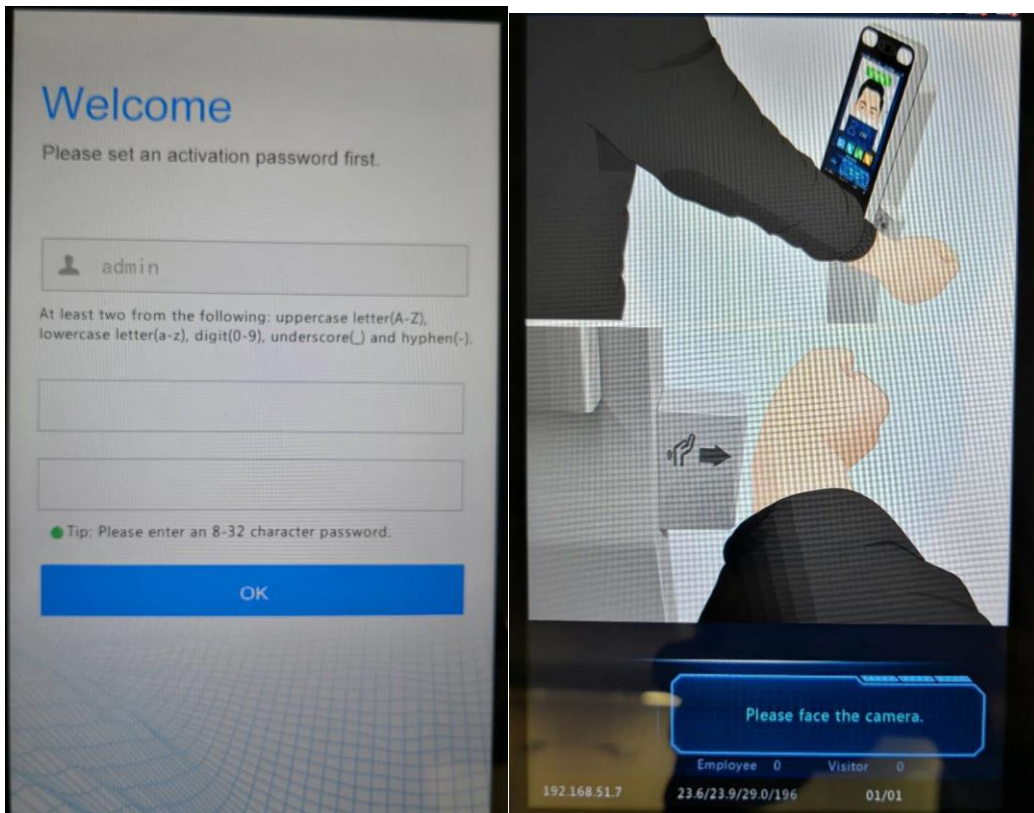 Welcome
Please set an activation password first.
admin
At least two from the following: uppercase letter(A-Z),
lowercase letter(a-z), digit(0-9), underscore(_) and hyphen(-).
Tip: Please enter an 8-32 character password.
OK
Please face the camera.
Employee 0 Visitor 0
192.168.51.7 23.6/23.9/29.0/196 01/01